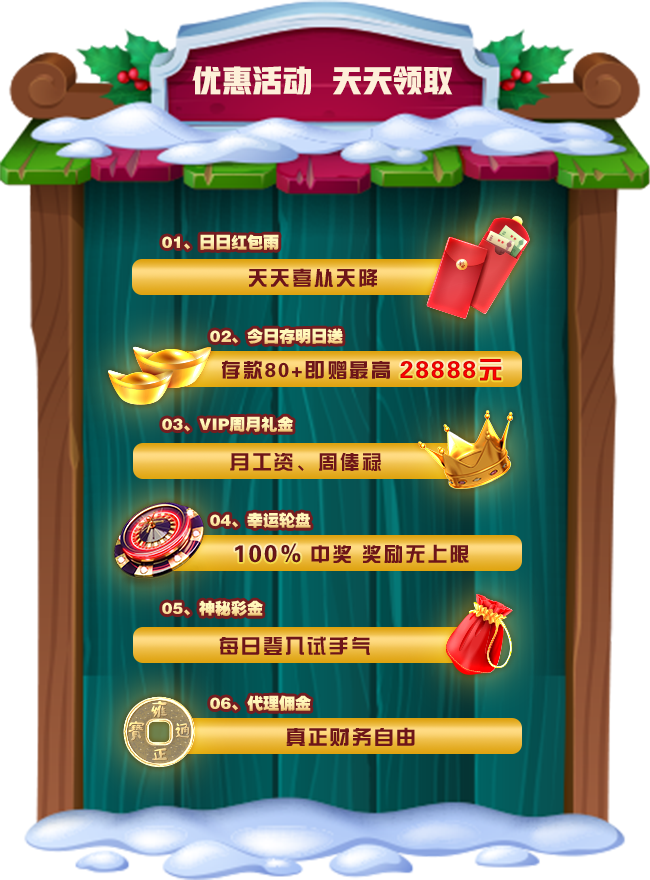 优惠活动 天天领取
01、日日红包雨
天天喜从天降
02、今日存明日送
存款80+即赠最高 28888元
03、VIP周月礼金
月工资、周俸禄
04、幸运轮盘
100% 中奖 奖励无上限
05、神秘彩金
每日登入试手气
06、代理佣金
雍
寶 通
正
真正财务自由